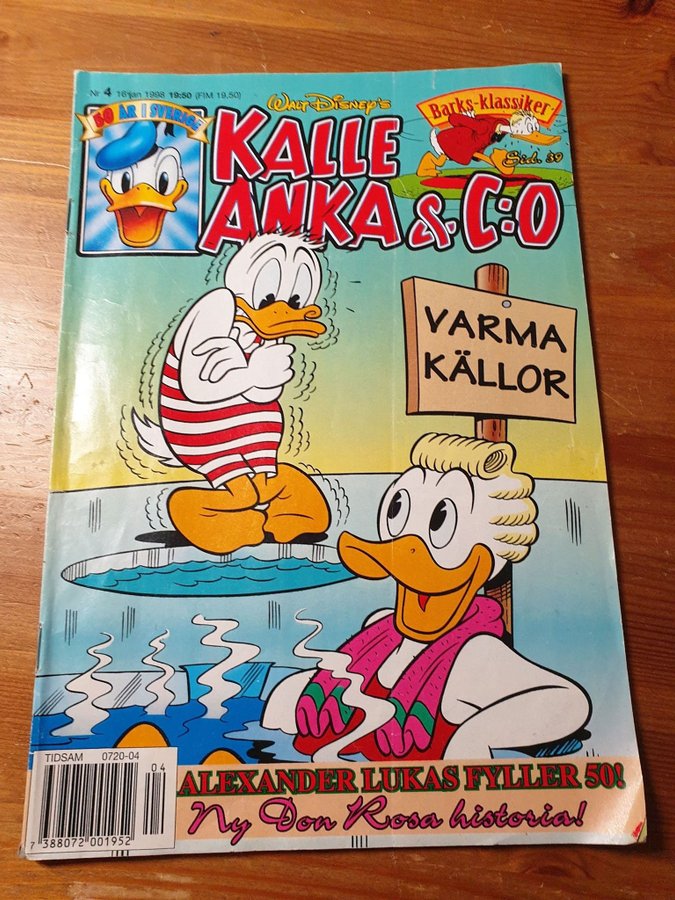 Nr 4 16 jan 1998 19:50 (FIM 19,50)
50 ÅR I SVERIGE
WALT DISNEY'S
KALLE
ANKA & C:O
Barks-klassiker
Sid. 39
VARMA
KÄLLOR
TIDSAM 0720-04
04
7 388072 001952
ALEXANDER LUKAS FYLLER 50!
Ny Don Rosa historia!